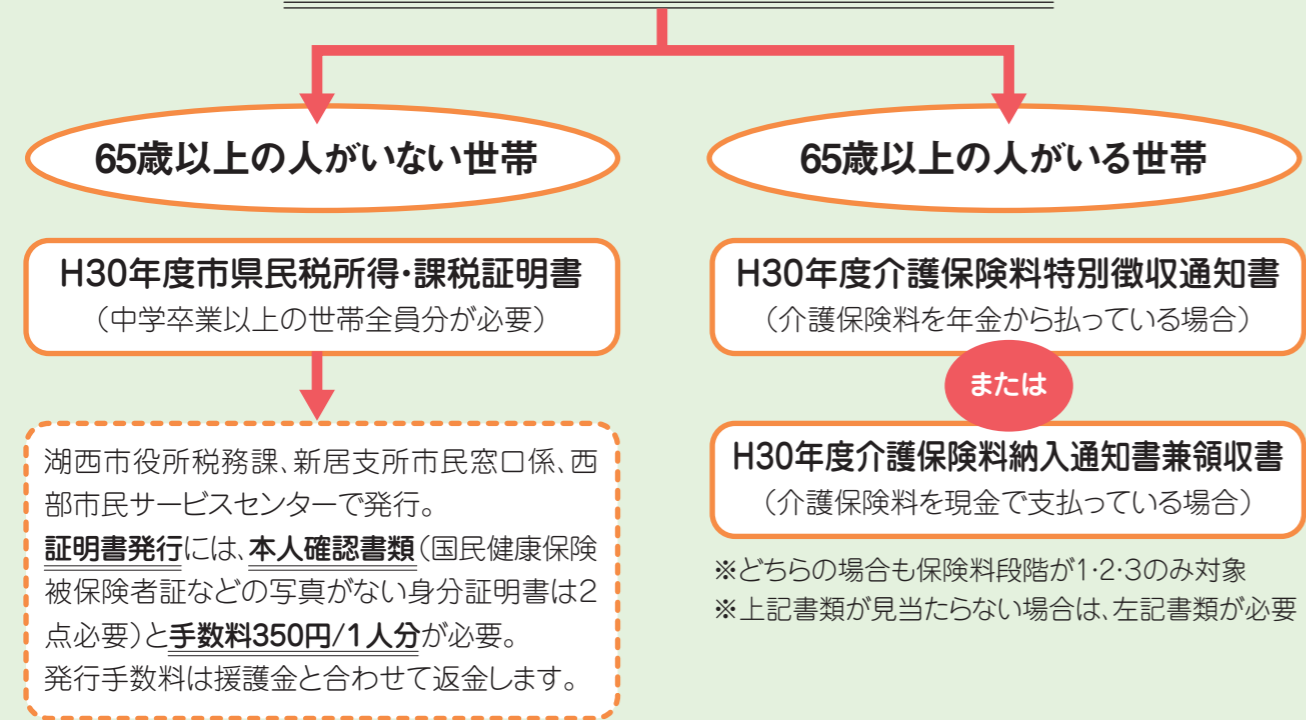 65歳以上の人がいない世帯
H30年度市県民税所得・課税証明書
(中学卒業以上の世帯全員分が必要)
湖西市役所税務課、新居支所市民窓口係、西
部市民サービスセンターで発行。
証明書発行には、本人確認書類(国民健康保険
被保険者証などの写真がない身分証明書は2
点必要)と手数料350円/1人分が必要。
発行手数料は援護金と合わせて返金します。
65歳以上の人がいる世帯
H30年度介護保険料特別徴収通知書
(介護保険料を年金から払っている場合)
または
H30年度介護保険料納入通知書兼領収書
(介護保険料を現金で支払っている場合)
※どちらの場合も保険料段階が1・2・3のみ対象
※上記書類が見当たらない場合は、左記書類が必要